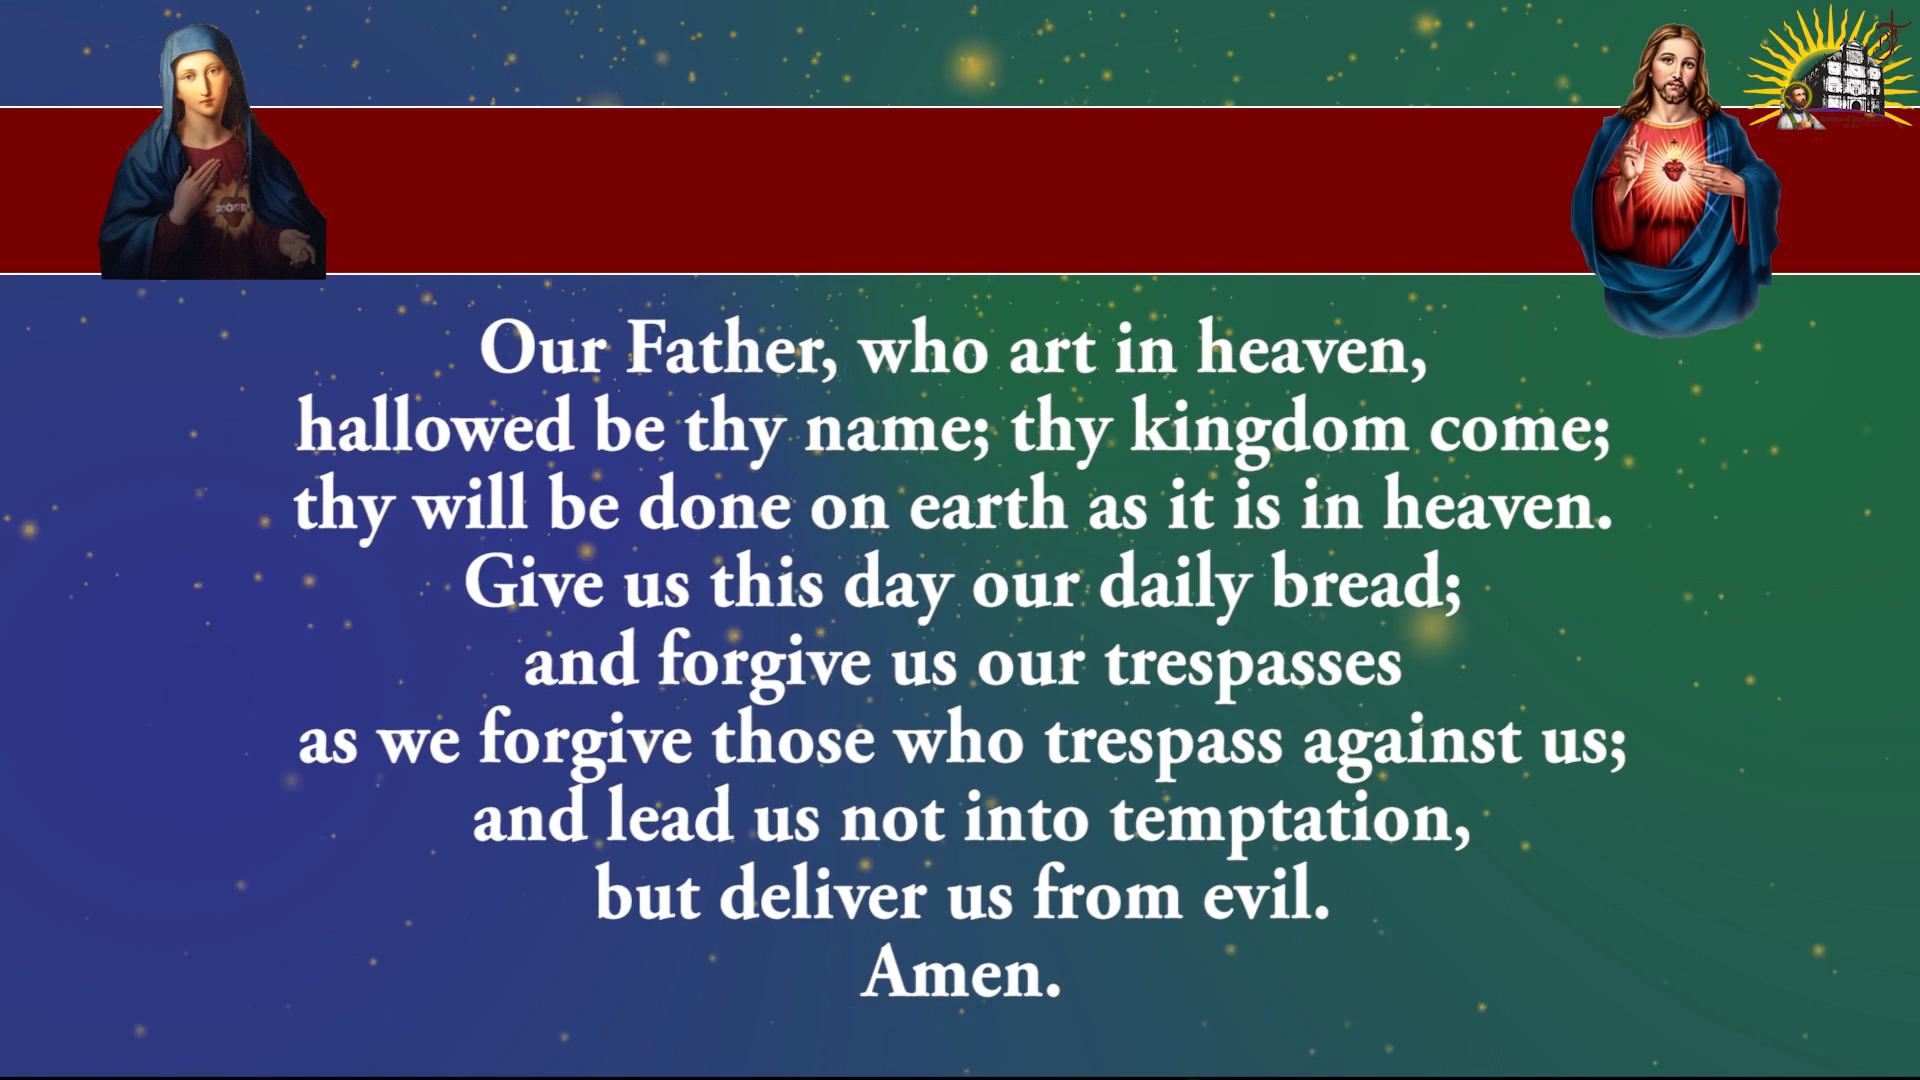 Our Father, who art in heaven,
hallowed be thy name; thy kingdom come;
thy will be done on earth as it is in heaven.
Give us this day our daily bread;
and forgive us our trespasses
as we forgive those who trespass against us;
and lead us not into temptation,
but deliver us from evil.
Amen.